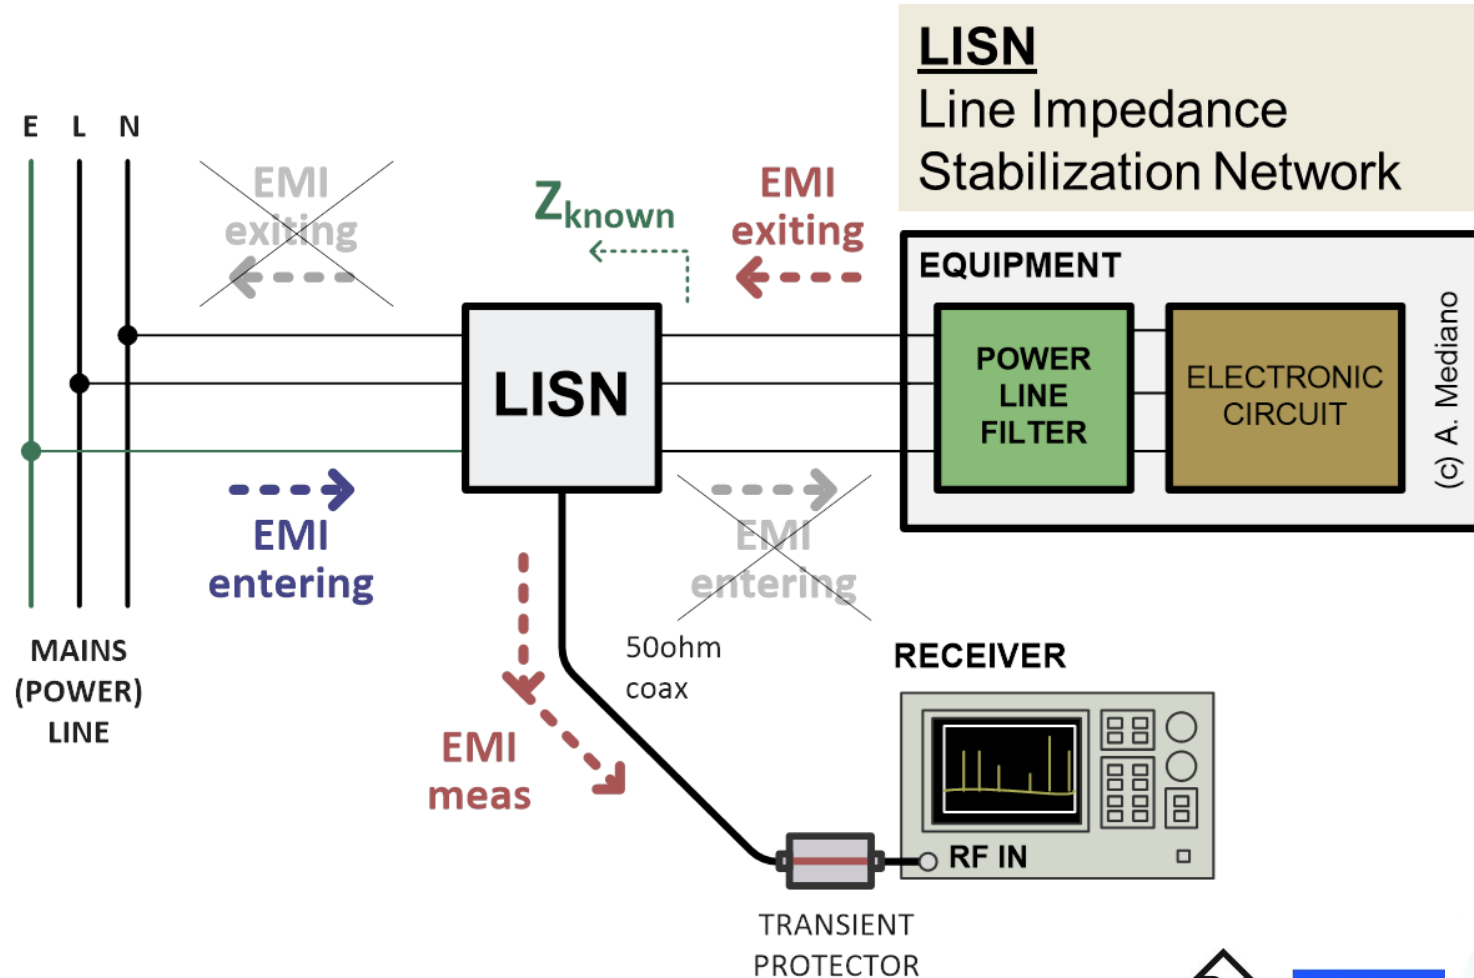 LISN
Line Impedance
Stabilization Network
E L N
EMI
exiting
Zknown
EMI
exiting
EQUIPMENT
LISN
POWER
LINE
FILTER
ELECTRONIC
CIRCUIT
(c) A. Mediano
EMI
entering
EMI
entering
MAINS
(POWER)
LINE
50ohm
coax
EMI
meas
RECEIVER
RF IN
TRANSIENT
PROTECTOR